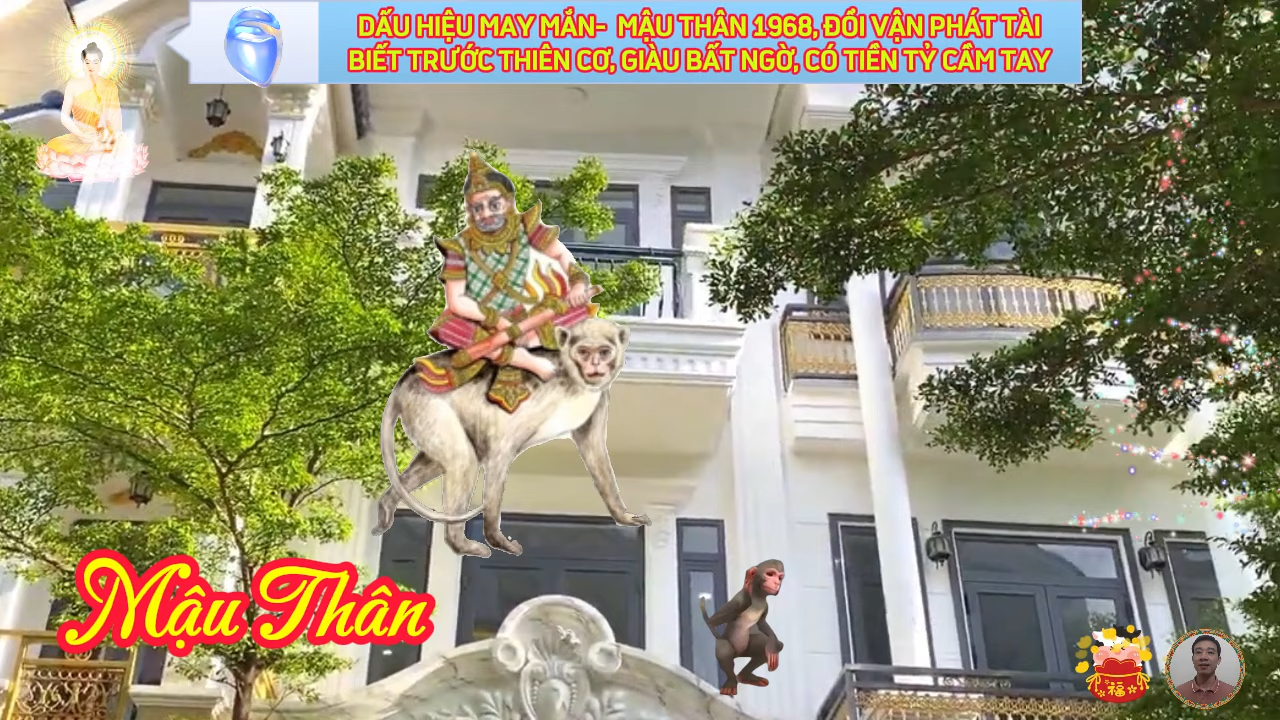 DẤU HIỆU MAY MẮN- MẬU THÂN 1968, ĐỔI VẬN PHÁT TÀI
BIẾT TRƯỚC THIÊN CƠ, GIÀU BẤT NGỜ, CÓ TIỀN TỶ CẦM TAY
Mậu Thân
福